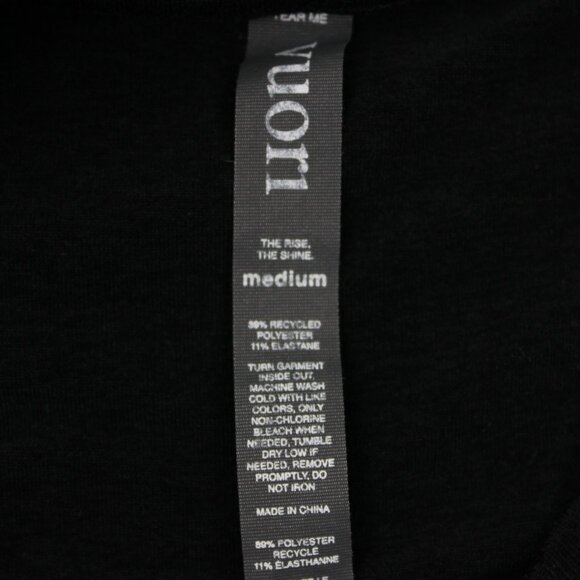 TEAR ME
vuori
THE RISE.
THE SHINE.
medium
89% RECYCLED
POLYESTER
11% ELASTANE
TURN GARMENT
INSIDE OUT.
MACHINE WASH
COLD WITH LIKE
COLORS, ONLY
NON-CHLORINE
BLEACH WHEN
NEEDED, TUMBLE
DRY LOW IF
NEEDED, REMOVE
PROMPTLY, DO
NOT IRON
MADE IN CHINA
89% POLYESTER
RECYCLE
11% ÉLASTHANNE